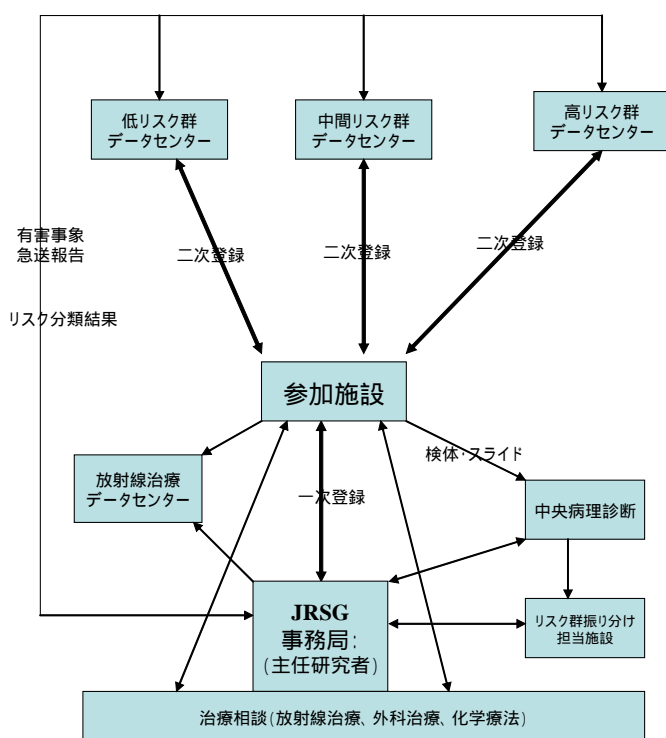 低リスク群
データセンター
中間リスク群
データセンター
高リスク群
データセンター
有害事象
急送報告
二次登録
二次登録
二次登録
リスク分類結果
参加施設
検体・スライド
放射線治療
データセンター
一次登録
中央病理診断
JRSG
事務局:
(主任研究者)
リスク群振り分け
担当施設
治療相談(放射線治療、外科治療、化学療法)